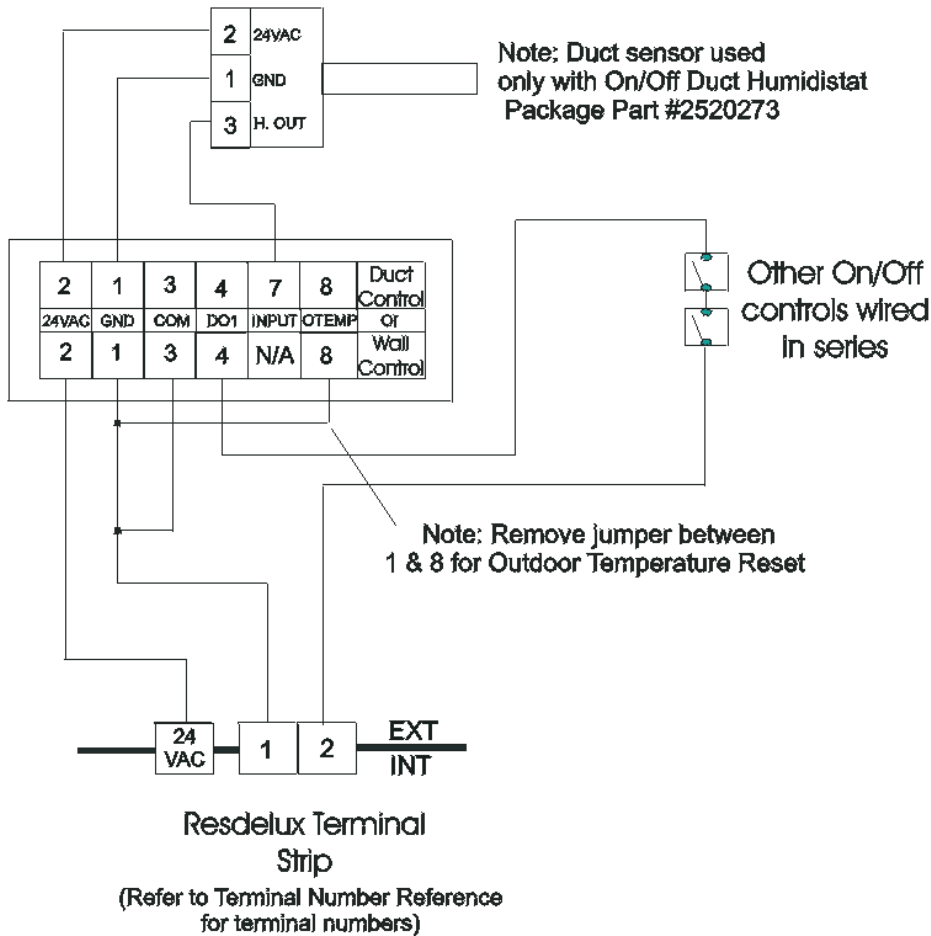 2 24VAC
1 GND
3 H. OUT
Note: Duct sensor used
only with On/Off Duct Humidistat
Package Part #2520273
2 1 3 4 7 8 Duct
Control
24VAC GND COM DO1 INPUT OTEMP or
2 1 3 4 N/A 8 Wall
Control
Other On/Off
controls wired
in series
Note: Remove jumper between
1 & 8 for Outdoor Temperature Reset
24
VAC
1 2
EXT
INT
Resdelux Terminal
Strip
(Refer to Terminal Number Reference
for terminal numbers)